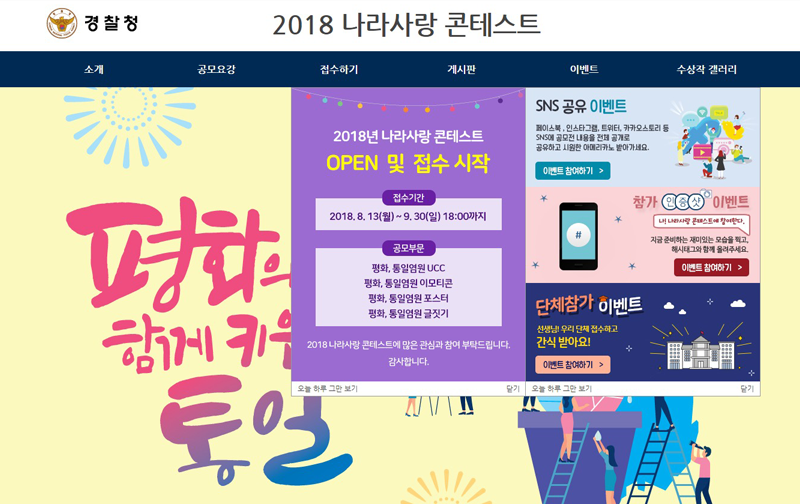 경찰청
2018 나라사랑 콘테스트
소개 공모요강 접수하기 게시판 이벤트 수상작 갤러리
평화의
함께 키
통일
2018년 나라사랑 콘테스트
OPEN 및 접수 시작
접수기간
2018. 8. 13(월) ~ 9. 30(일) 18:00까지
공모부문
평화, 통일염원 UCC
평화, 통일염원 이모티콘
평화, 통일염원 포스터
평화, 통일염원 글짓기
2018 나라사랑 콘테스트에 많은 관심과 참여 부탁드립니다.
감사합니다.
오늘 하루 그만 보기 닫기
SNS 공유 이벤트
페이스북, 인스타그램, 트위터, 카카오스토리 등
SNS에 공모전 내용을 전체 공개로
공유하고 시원한 아메리카노 받아가세요.
이벤트 참여하기 >
참가 인증샷 이벤트
나! 나라사랑 콘테스트에 참여한다.
#
지금 준비하는 재미있는 모습을 찍고,
해시태그와 함께 올려주세요.
이벤트 참여하기 >
단체참가 이벤트
선생님! 우리 단체 접수하고
간식 받아요!
이벤트 참여하기 >
오늘 하루 그만 보기 닫기